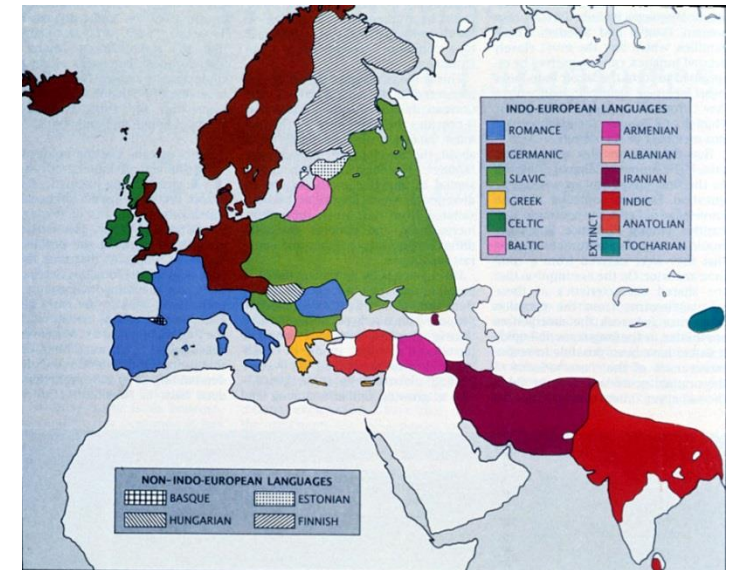 INDO-EUROPEAN LANGUAGES
ROMANCE
GERMANIC
SLAVIC
GREEK
CELTIC
BALTIC
ARMENIAN
ALBANIAN
IRANIAN
INDIC
EXTINCT
ANATOLIAN
TOCHARIAN
NON-INDO-EUROPEAN LANGUAGES
BASQUE
ESTONIAN
HUNGARIAN
FINNISH